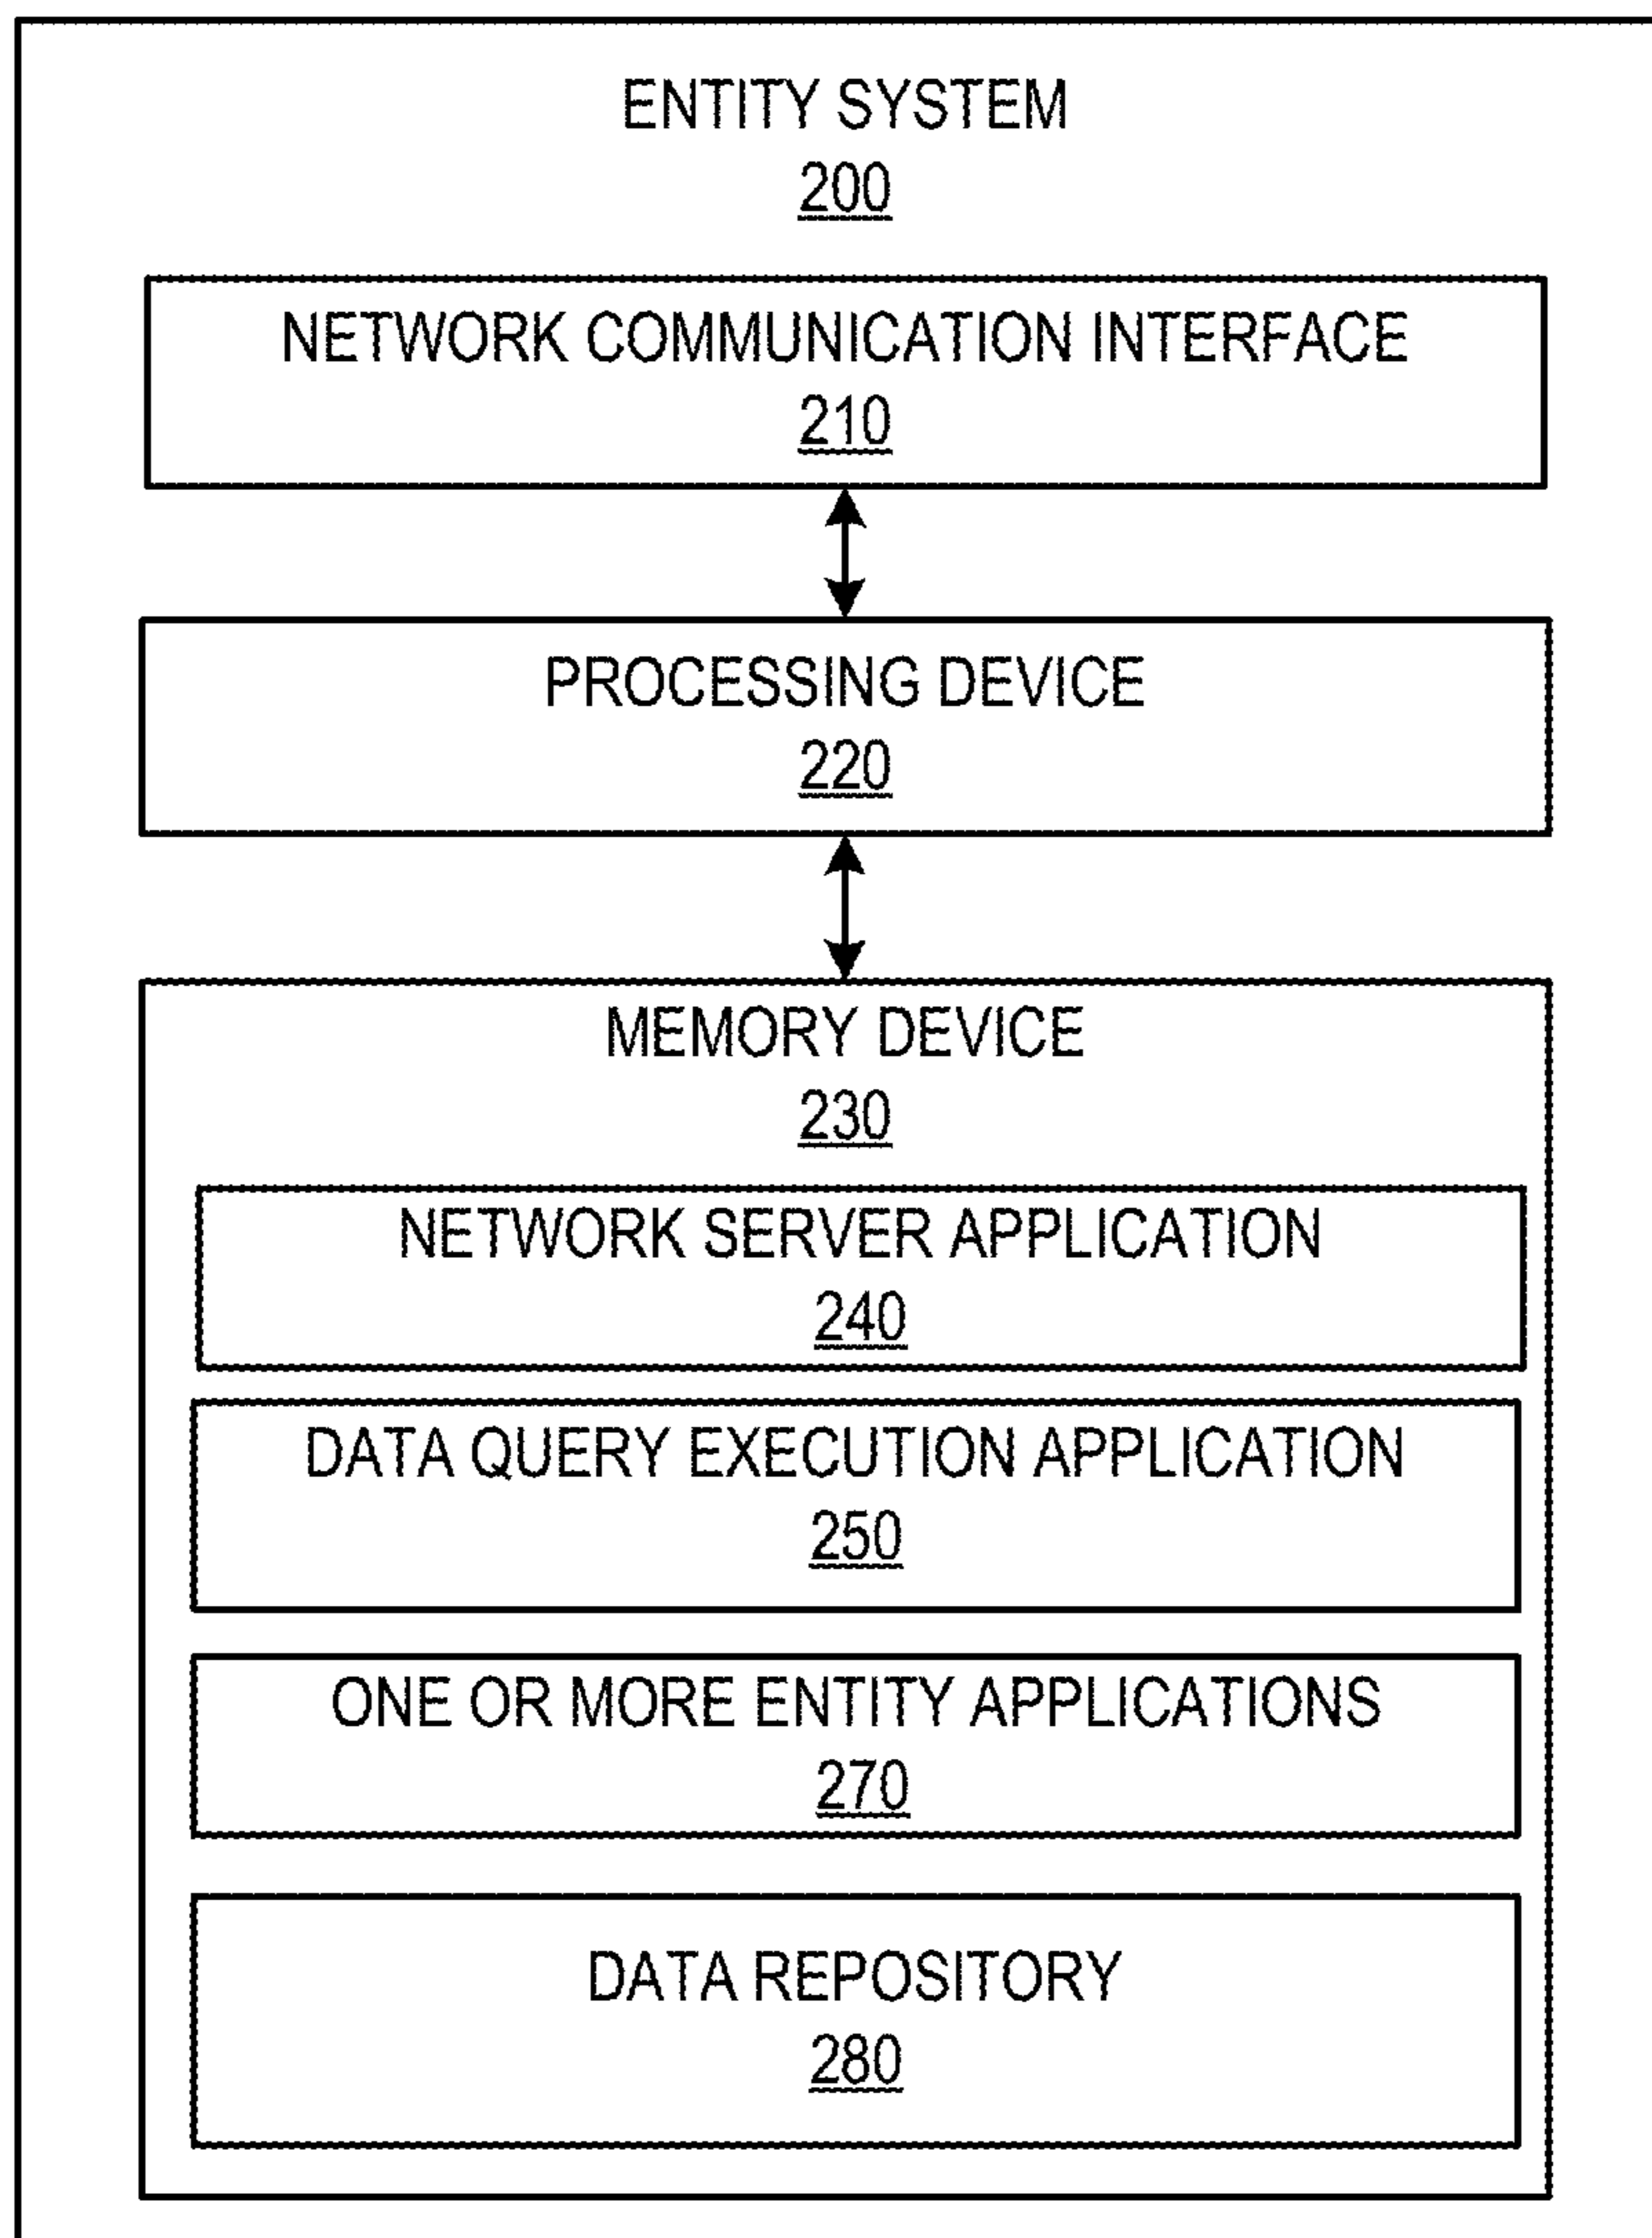 ENTITY SYSTEM
200
NETWORK COMMUNICATION INTERFACE
210
PROCESSING DEVICE
220
MEMORY DEVICE
230
NETWORK SERVER APPLICATION
240
DATA QUERY EXECUTION APPLICATION
250
ONE OR MORE ENTITY APPLICATIONS
270
DATA REPOSITORY
280